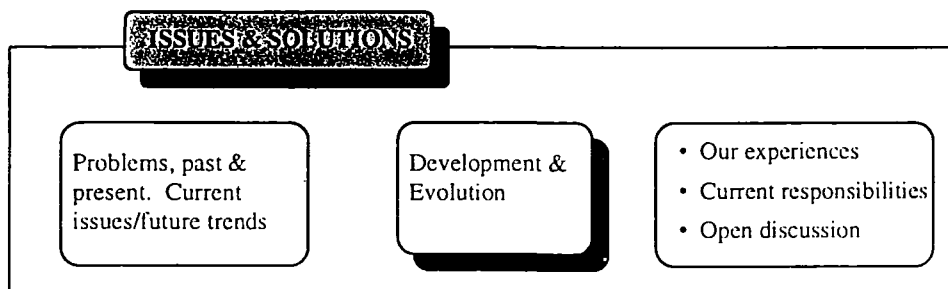 ISSUES & SOLUTIONS
Problems, past &
present. Current
issues/future trends
Development &
Evolution
• Our experiences
• Current responsibilities
• Open discussion